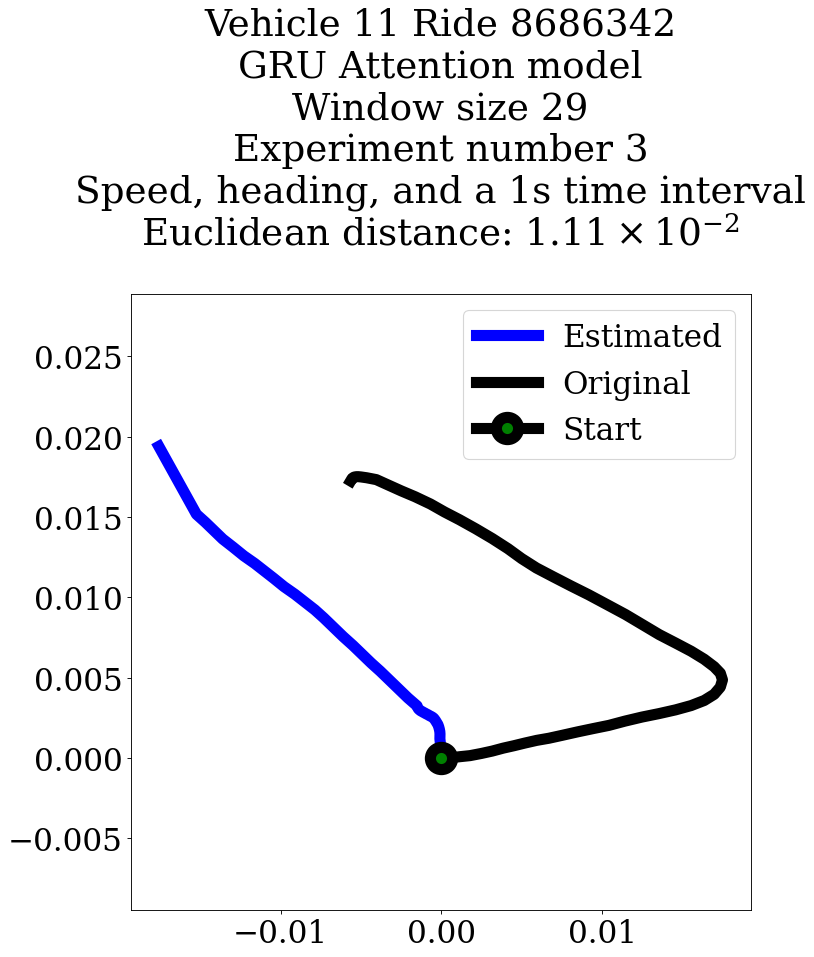 Vehicle 11 Ride 8686342
GRU Attention model
Window size 29
Experiment number 3
Speed, heading, and a 1s time interval
Euclidean distance: 1.11 × 10⁻²
Estimated
Original
Start
0.025
0.020
0.015
0.010
0.005
0.000
−0.005
−0.01 0.00 0.01